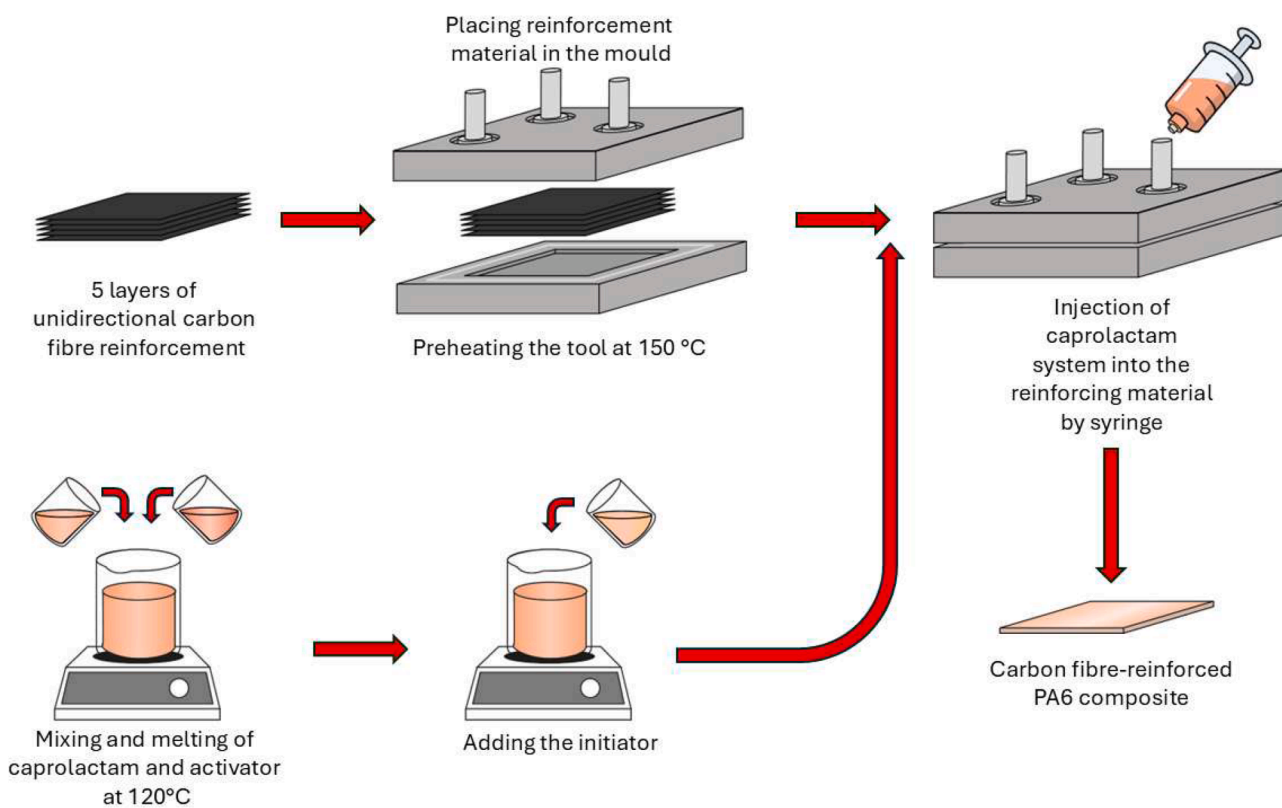 Placing reinforcement
material in the mould
5 layers of
unidirectional carbon
fibre reinforcement
Preheating the tool at 150 °C
Injection of
caprolactam
system into the
reinforcing material
by syringe
Mixing and melting of
caprolactam and activator
at 120°C
Adding the initiator
Carbon fibre-reinforced
PA6 composite